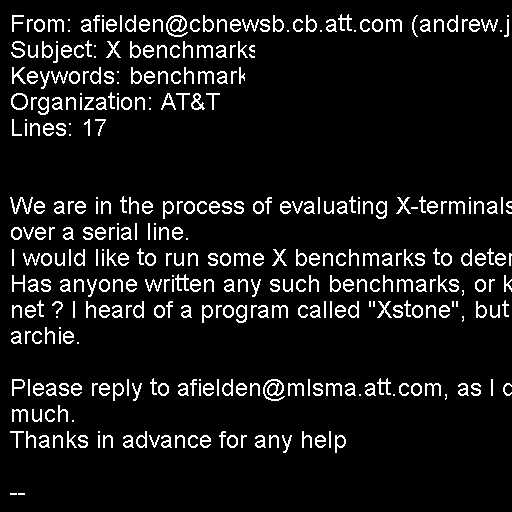 From: afielden@cbnewsb.cb.att.com (andrew.j
Subject: X benchmarks
Keywords: benchmark
Organization: AT&T
Lines: 17
We are in the process of evaluating X-terminals
over a serial line.
I would like to run some X benchmarks to deter
Has anyone written any such benchmarks, or k
net ? I heard of a program called "Xstone", but
archie.
Please reply to afielden@mlsma.att.com, as I d
much.
Thanks in advance for any help
--